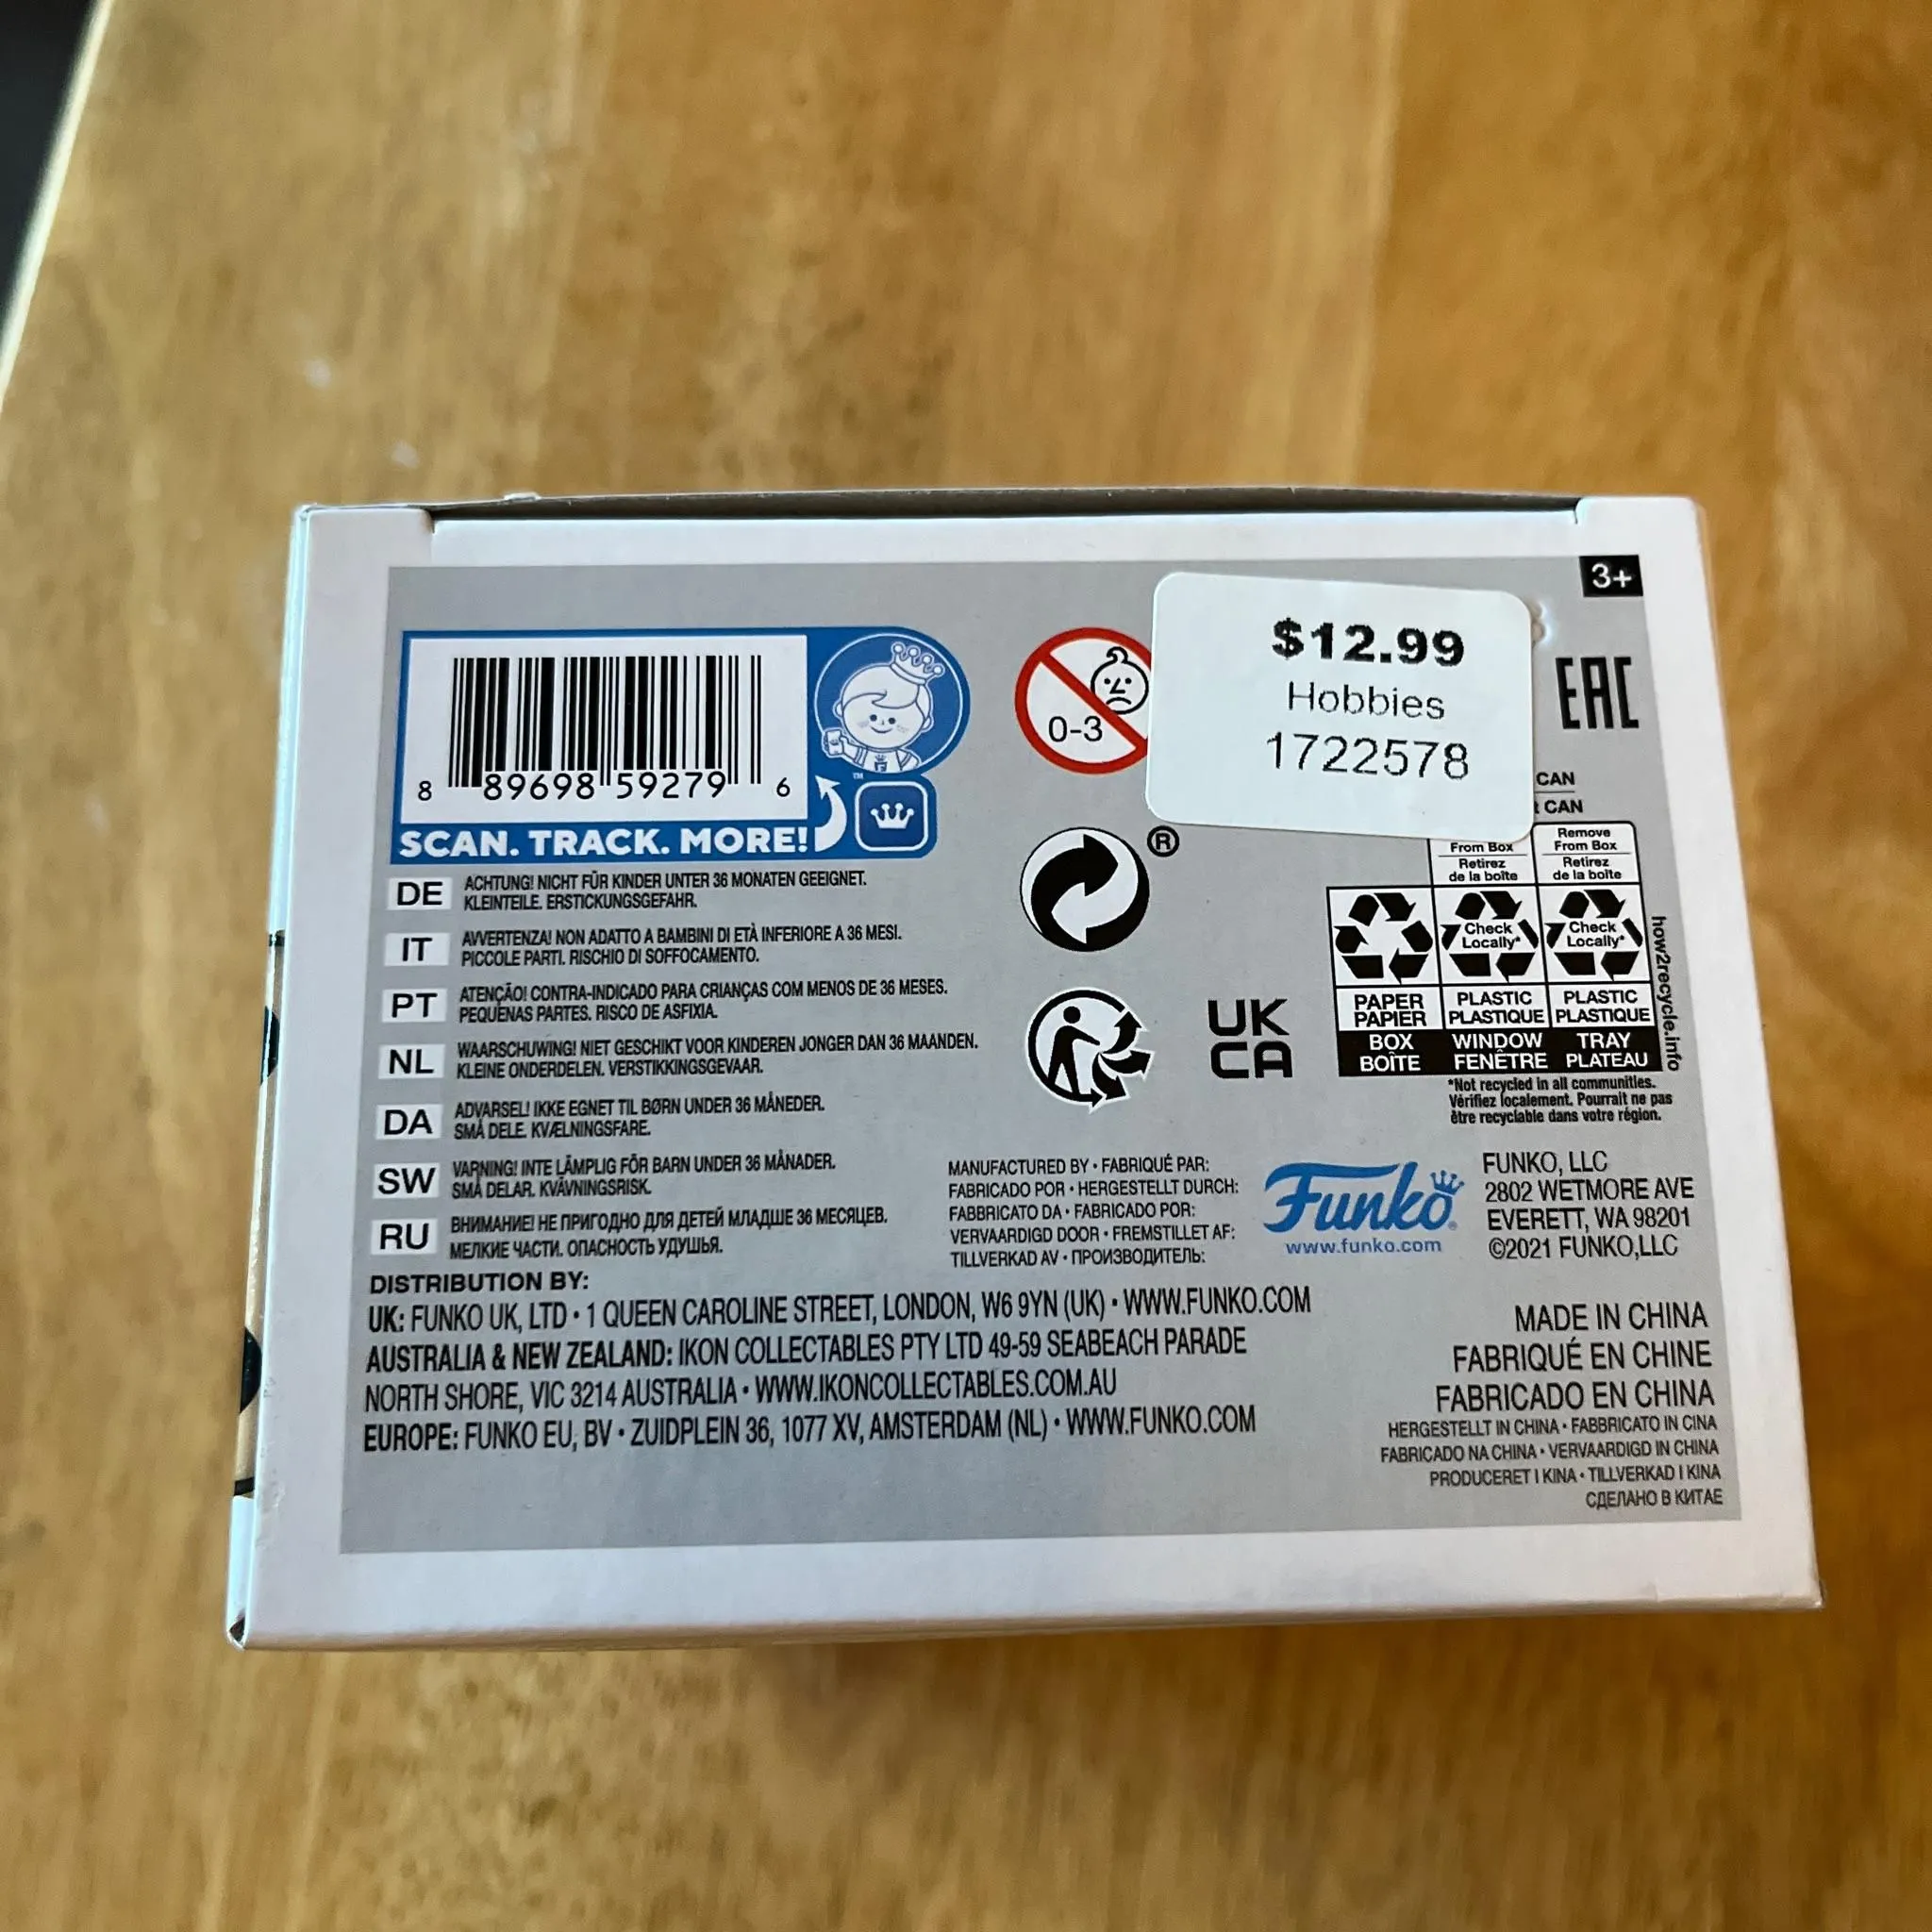 3+
$12.99
Hobbies
1722578
EAC
8 89698 59279 6
™
SCAN. TRACK. MORE!
0-3
®
CAN
CAN
From Box
Retirez
de la boîte
Remove
From Box
Retirez
de la boîte
Check
Locally*
Check
Locally*
PAPER
PAPIER
PLASTIC
PLASTIQUE
PLASTIC
PLASTIQUE
BOX
BOÎTE
WINDOW
FENÊTRE
TRAY
PLATEAU
how2recycle.info
*Not recycled in all communities.
Vérifiez localement. Pourrait ne pas
être recyclable dans votre région.
UK
CA
DE ACHTUNG! NICHT FÜR KINDER UNTER 36 MONATEN GEEIGNET.
KLEINTEILE. ERSTICKUNGSGEFAHR.
IT AVVERTENZA! NON ADATTO A BAMBINI DI ETÀ INFERIORE A 36 MESI.
PICCOLE PARTI. RISCHIO DI SOFFOCAMENTO.
PT ATENÇÃO! CONTRA-INDICADO PARA CRIANÇAS COM MENOS DE 36 MESES.
PEQUENAS PARTES. RISCO DE ASFIXIA.
NL WAARSCHUWING! NIET GESCHIKT VOOR KINDEREN JONGER DAN 36 MAANDEN.
KLEINE ONDERDELEN. VERSTIKKINGSGEVAAR.
DA ADVARSEL! IKKE EGNET TIL BØRN UNDER 36 MÅNEDER.
SMÅ DELE. KVÆLNINGSFARE.
SW VARNING! INTE LÄMPLIG FÖR BARN UNDER 36 MÅNADER.
SMÅ DELAR. KVÄVNINGSRISK.
RU ВНИМАНИЕ! НЕ ПРИГОДНО ДЛЯ ДЕТЕЙ МЛАДШЕ 36 МЕСЯЦЕВ.
МЕЛКИЕ ЧАСТИ. ОПАСНОСТЬ УДУШЬЯ.
MANUFACTURED BY • FABRIQUÉ PAR:
FABRICADO POR • HERGESTELLT DURCH:
FABBRICATO DA • FABRICADO POR:
VERVAARDIGD DOOR • FREMSTILLET AF:
TILLVERKAD AV • ПРОИЗВОДИТЕЛЬ:
Funko®
www.funko.com
FUNKO, LLC
2802 WETMORE AVE
EVERETT, WA 98201
©2021 FUNKO,LLC
DISTRIBUTION BY:
UK: FUNKO UK, LTD • 1 QUEEN CAROLINE STREET, LONDON, W6 9YN (UK) • WWW.FUNKO.COM
AUSTRALIA & NEW ZEALAND: IKON COLLECTABLES PTY LTD 49-59 SEABEACH PARADE
NORTH SHORE, VIC 3214 AUSTRALIA • WWW.IKONCOLLECTABLES.COM.AU
EUROPE: FUNKO EU, BV • ZUIDPLEIN 36, 1077 XV, AMSTERDAM (NL) • WWW.FUNKO.COM
MADE IN CHINA
FABRIQUÉ EN CHINE
FABRICADO EN CHINA
HERGESTELLT IN CHINA • FABBRICATO IN CINA
FABRICADO NA CHINA • VERVAARDIGD IN CHINA
PRODUCERET I KINA • TILLVERKAD I KINA
СДЕЛАНО В КИТАЕ